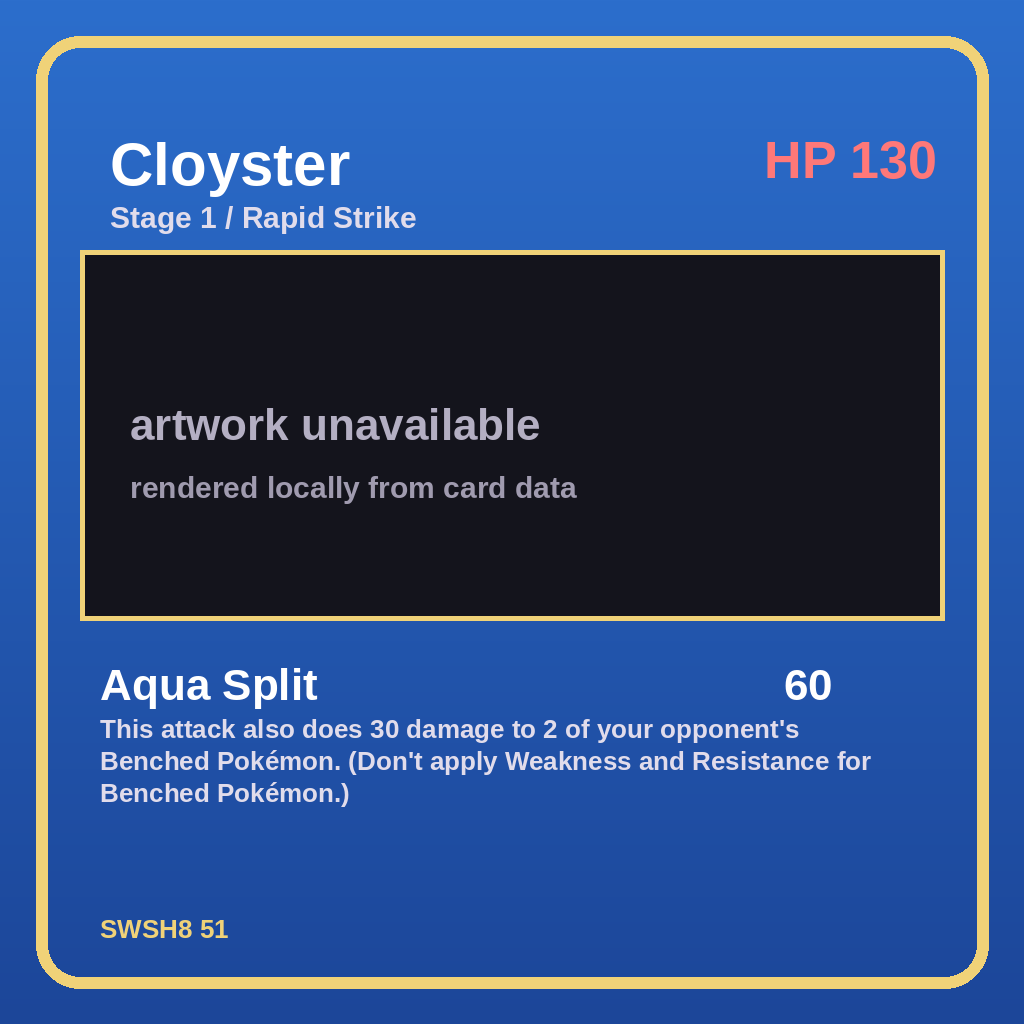 Cloyster
HP 130
Stage 1 / Rapid Strike
artwork unavailable
rendered locally from card data
Aqua Split
60
This attack also does 30 damage to 2 of your opponent's
Benched Pokémon. (Don't apply Weakness and Resistance for
Benched Pokémon.)
SWSH8 51